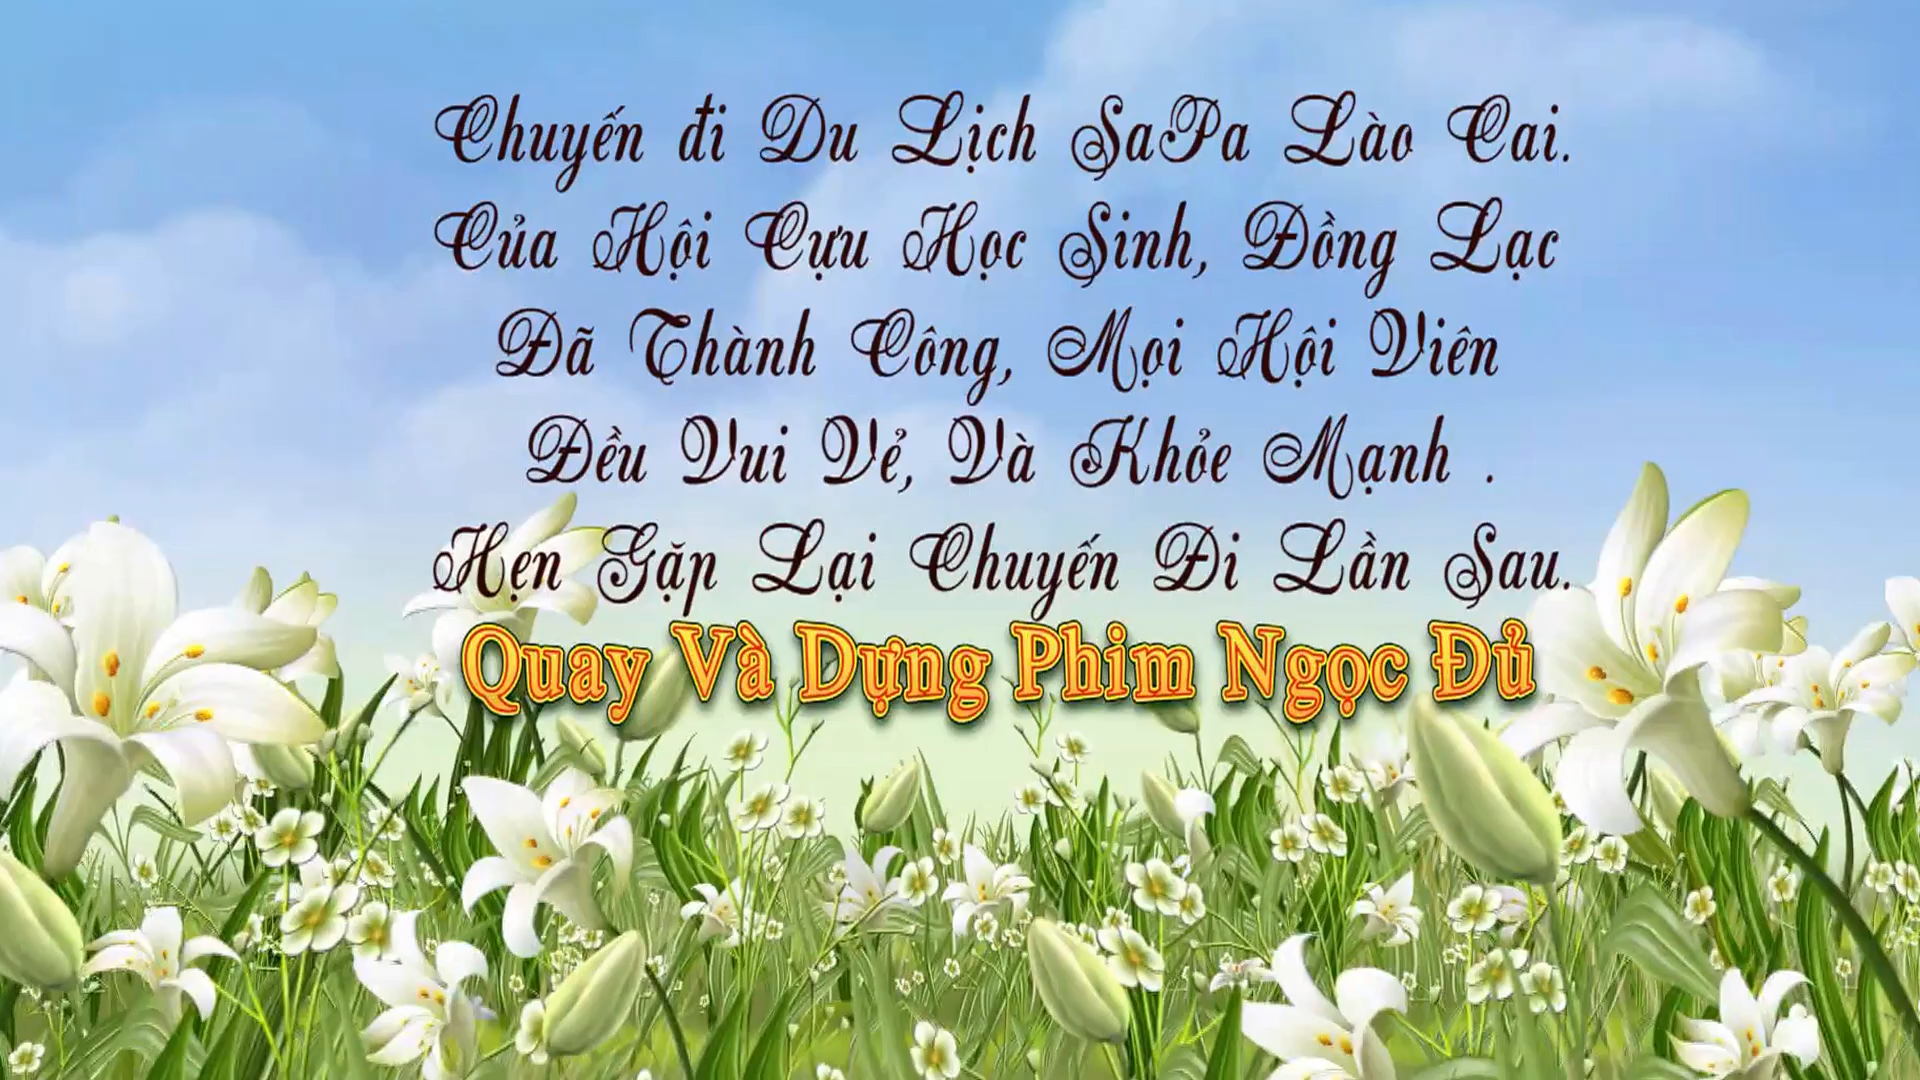 Chuyến đi Du Lịch SaPa Lào Cai.
Của Hội Cựu Học Sinh, Đồng Lạc
Đã Thành Công, Mọi Hội Viên
Đều Vui Vẻ, Và Khỏe Mạnh .
Hẹn Gặp Lại Chuyến Đi Lần Sau.
Quay Và Dựng Phim Ngọc Đủ